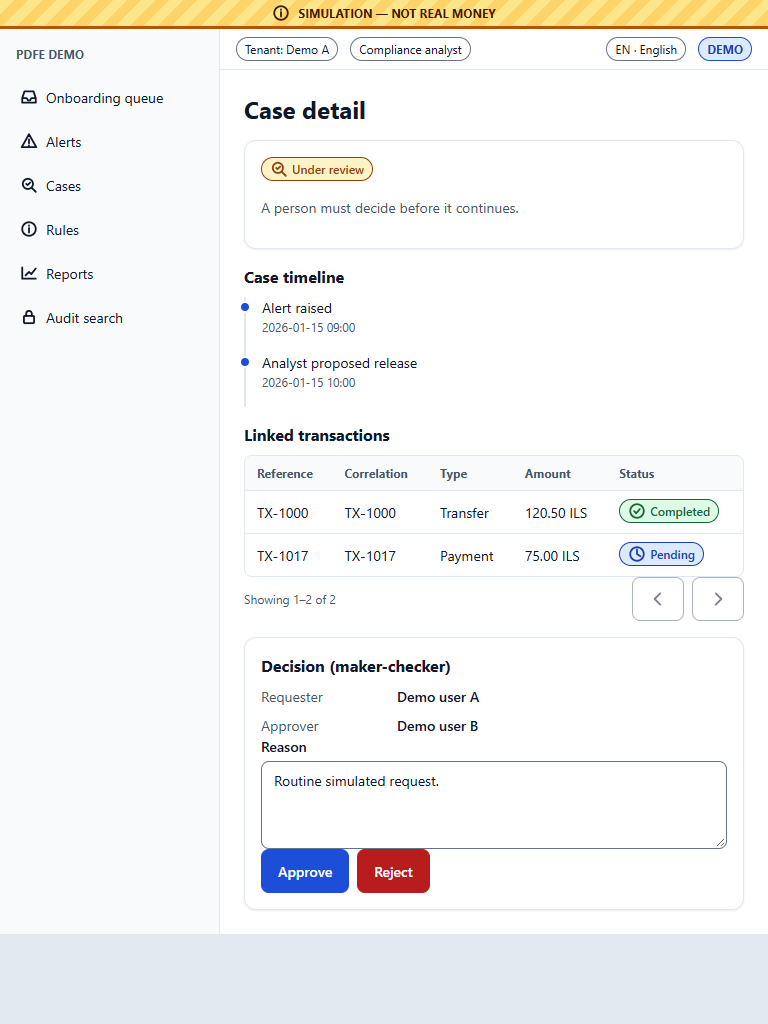 SIMULATION — NOT REAL MONEY
PDFE DEMO
Onboarding queue
Alerts
Cases
Rules
Reports
Audit search
Tenant: Demo A
Compliance analyst
EN · English
DEMO
Case detail
Under review
A person must decide before it continues.
Case timeline
Alert raised
2026-01-15 09:00
Analyst proposed release
2026-01-15 10:00
Linked transactions
Reference Correlation Type Amount Status
TX-1000 TX-1000 Transfer 120.50 ILS Completed
TX-1017 TX-1017 Payment 75.00 ILS Pending
Showing 1–2 of 2
Decision (maker-checker)
Requester Demo user A
Approver Demo user B
Reason
Routine simulated request.
Approve Reject